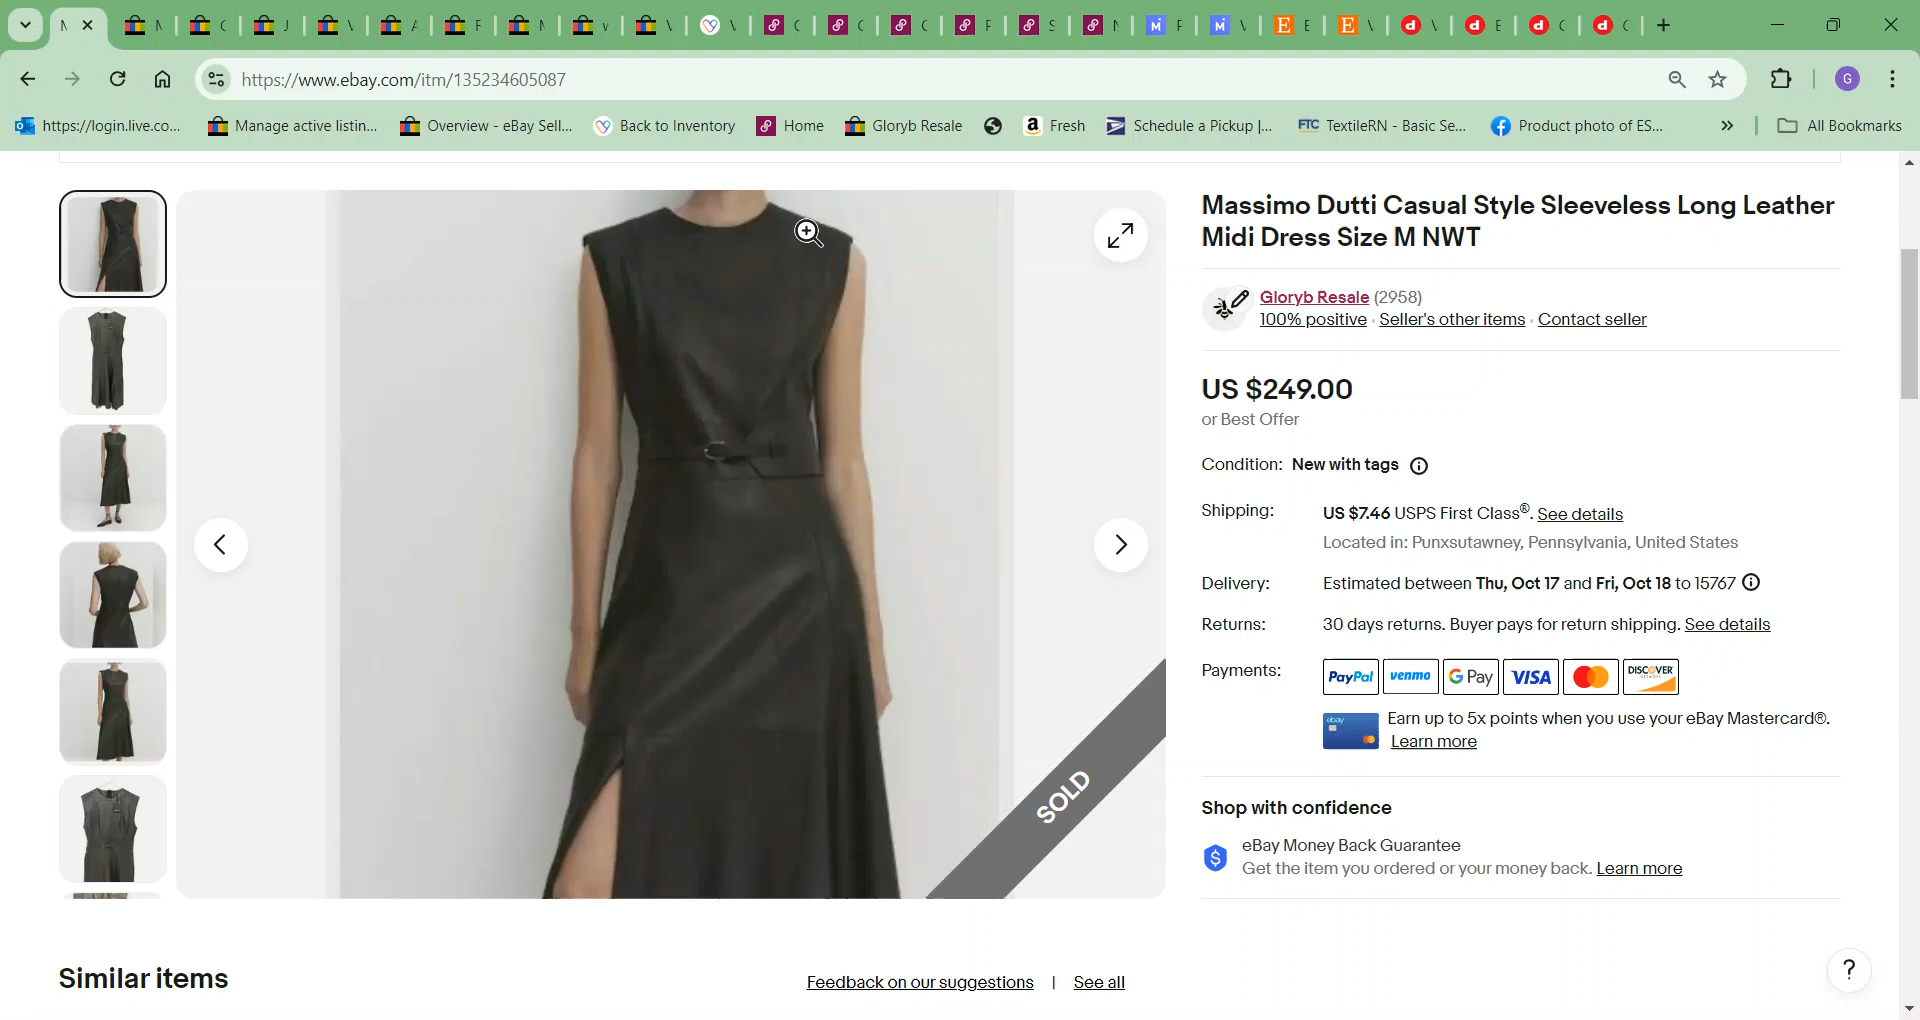 https://www.ebay.com/itm/135234605087
G
https://login.live.co...
Manage active listin...
Overview - eBay Sell...
Back to Inventory
Home
Gloryb Resale
Fresh
Schedule a Pickup |...
TextileRN - Basic Se...
Product photo of ES...
All Bookmarks
Massimo Dutti Casual Style Sleeveless Long Leather
Midi Dress Size M NWT
Gloryb Resale (2958)
100% positive · Seller's other items · Contact seller
US $249.00
or Best Offer
Condition: New with tags
Shipping: US $7.46 USPS First Class®. See details
Located in: Punxsutawney, Pennsylvania, United States
Delivery: Estimated between Thu, Oct 17 and Fri, Oct 18 to 15767
Returns: 30 days returns. Buyer pays for return shipping. See details
Payments: PayPal venmo G Pay VISA DISCOVER
Earn up to 5x points when you use your eBay Mastercard®.
Learn more
SOLD
Shop with confidence
eBay Money Back Guarantee
Get the item you ordered or your money back. Learn more
Similar items
Feedback on our suggestions | See all
?